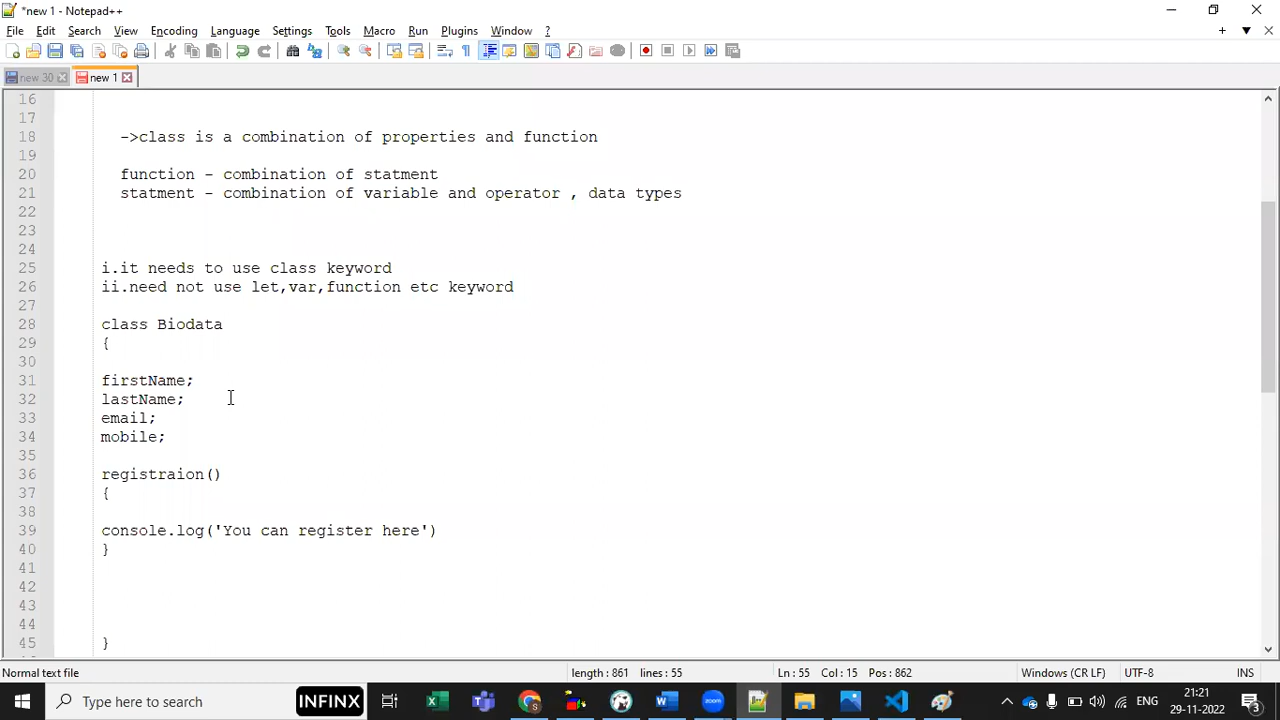 *new 1 - Notepad++
File Edit Search View Encoding Language Settings Tools Macro Run Plugins Window ?
new 30 new 1
16
17
18 ->class is a combination of properties and function
19
20 function - combination of statment
21 statment - combination of variable and operator , data types
22
23
24
25 i.it needs to use class keyword
26 ii.need not use let,var,function etc keyword
27
28 class Biodata
29 {
30
31 firstName;
32 lastName;
33 email;
34 mobile;
35
36 registraion()
37 {
38
39 console.log('You can register here')
40 }
41
42
43
44
45 }
Normal text file length : 861 lines : 55 Ln : 55 Col : 15 Pos : 862 Windows (CR LF) UTF-8 INS
Type here to search INFINX ENG 21:21
29-11-2022 3